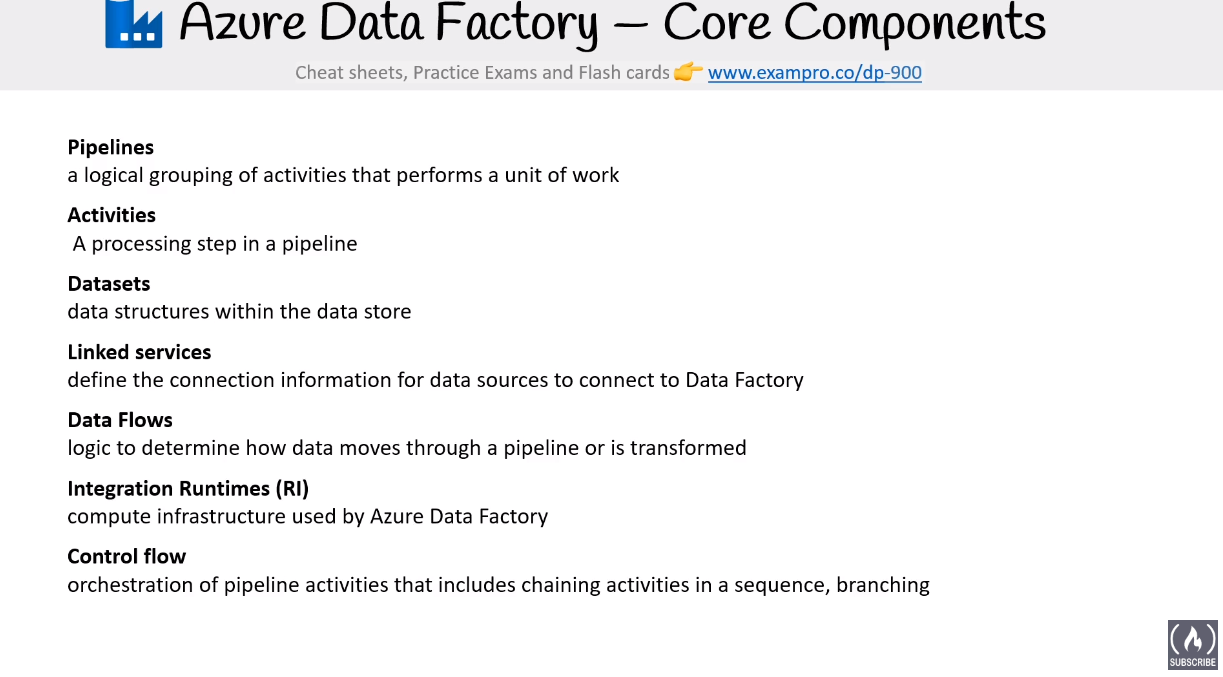 Azure Data Factory — Core Components
Cheat sheets, Practice Exams and Flash cards 👉 www.exampro.co/dp-900
Pipelines
a logical grouping of activities that performs a unit of work
Activities
A processing step in a pipeline
Datasets
data structures within the data store
Linked services
define the connection information for data sources to connect to Data Factory
Data Flows
logic to determine how data moves through a pipeline or is transformed
Integration Runtimes (RI)
compute infrastructure used by Azure Data Factory
Control flow
orchestration of pipeline activities that includes chaining activities in a sequence, branching
SUBSCRIBE